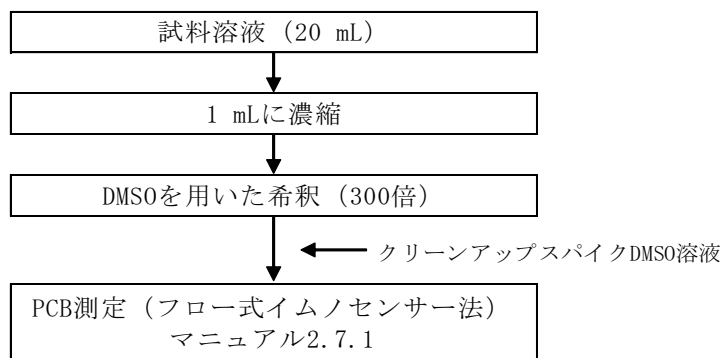 試料溶液（20 mL）
1 mLに濃縮
DMSOを用いた希釈（300倍）
クリーンアップスパイクDMSO溶液
PCB測定（フロー式イムノセンサー法）
マニュアル2.7.1